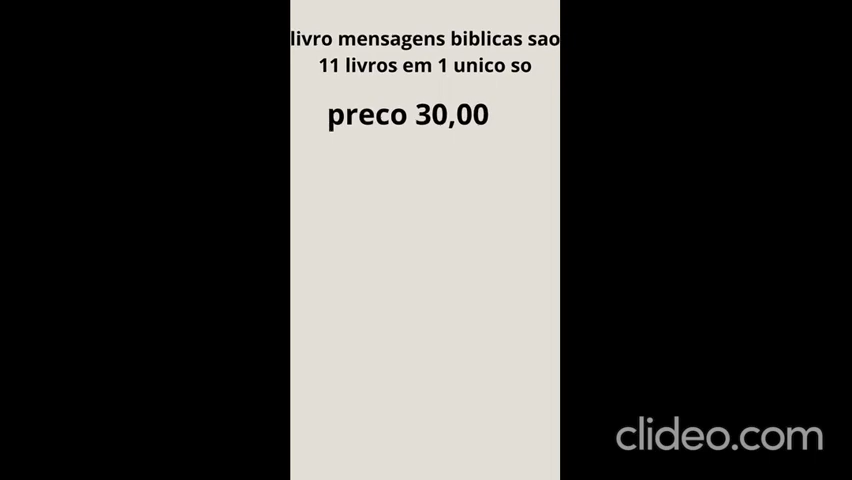 livro mensagens biblicas sao
11 livros em 1 unico so
preco 30,00
clideo.com